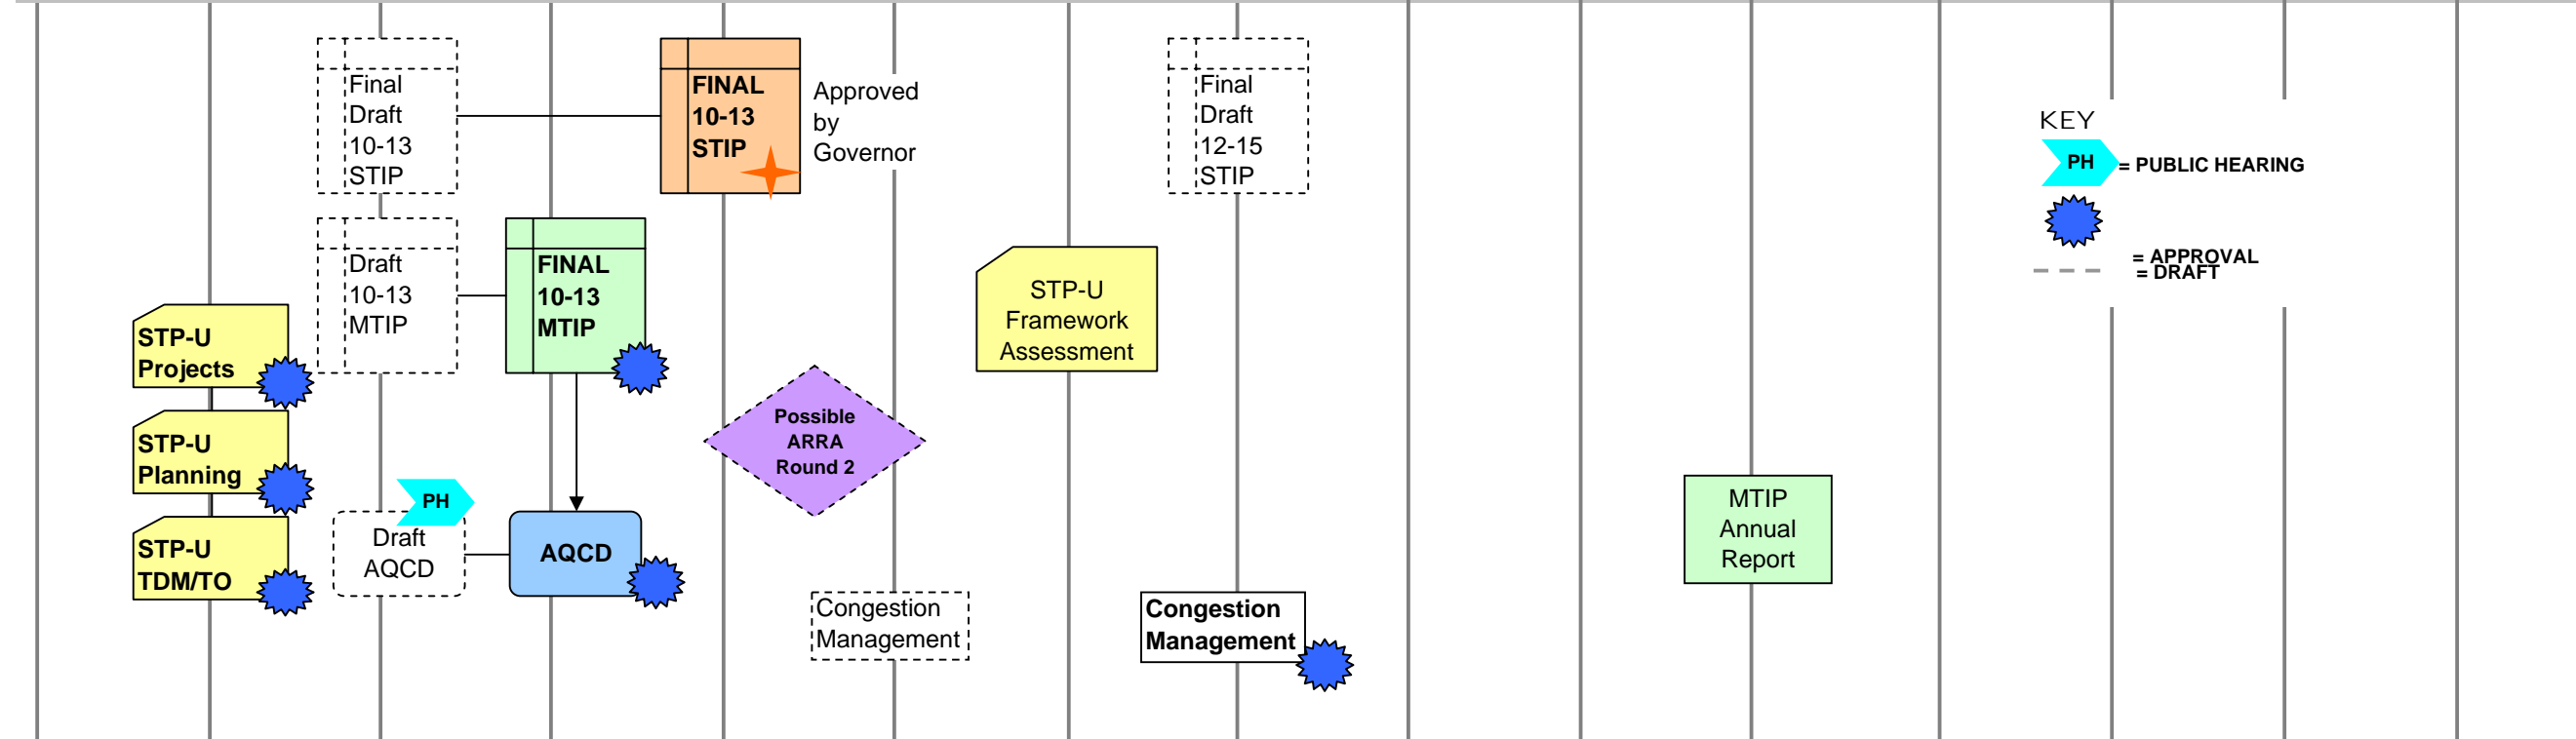 Final
Draft
10-13
STIP
FINAL
10-13
STIP
Approved
by
Governor
Final
Draft
12-15
STIP
KEY
PH
= PUBLIC HEARING
= APPROVAL
= DRAFT
Draft
10-13
MTIP
FINAL
10-13
MTIP
STP-U
Framework
Assessment
STP-U
Projects
STP-U
Planning
STP-U
TDM/TO
Possible
ARRA
Round 2
PH
Draft
AQCD
AQCD
MTIP
Annual
Report
Congestion
Management
Congestion
Management